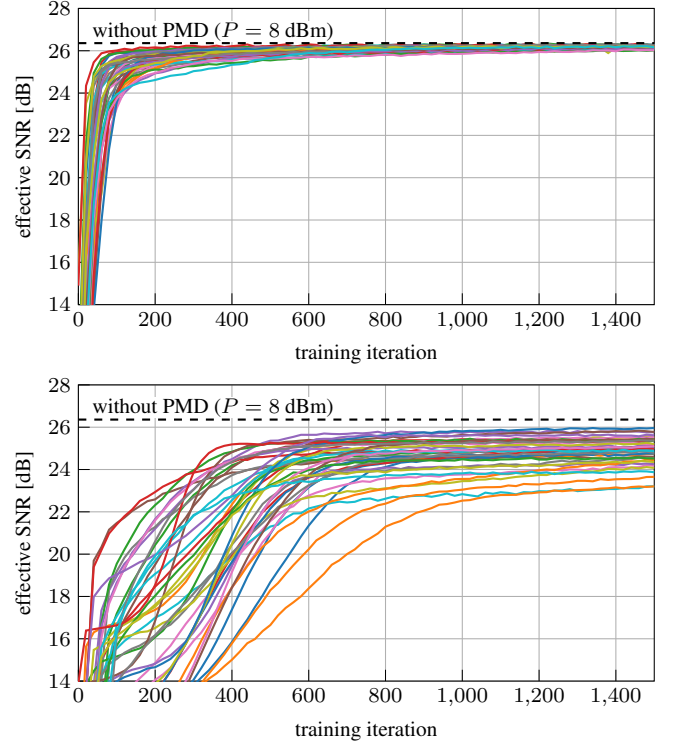 28
without PMD (P = 8 dBm)
26
24
22
20
18
16
14
effective SNR [dB]
0 200 400 600 800 1,000 1,200 1,400
training iteration
28
without PMD (P = 8 dBm)
26
24
22
20
18
16
14
effective SNR [dB]
0 200 400 600 800 1,000 1,200 1,400
training iteration